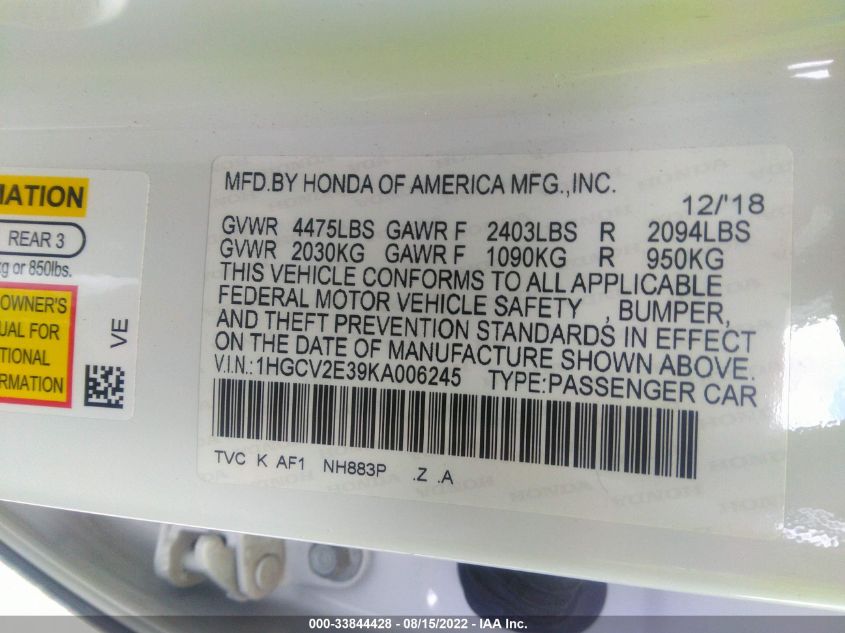 MATION
REAR 3
kg or 850lbs.
OWNER'S
UAL FOR
TIONAL
ORMATION
VE
MFD.BY HONDA OF AMERICA MFG.,INC.
12/'18
GVWR 4475LBS GAWR F 2403LBS R 2094LBS
GVWR 2030KG GAWR F 1090KG R 950KG
THIS VEHICLE CONFORMS TO ALL APPLICABLE
FEDERAL MOTOR VEHICLE SAFETY , BUMPER,
AND THEFT PREVENTION STANDARDS IN EFFECT
ON THE DATE OF MANUFACTURE SHOWN ABOVE.
V.I.N.:1HGCV2E39KA006245 TYPE:PASSENGER CAR
TVC K AF1 NH883P .Z .A
000-33844428 - 08/15/2022 - IAA Inc.